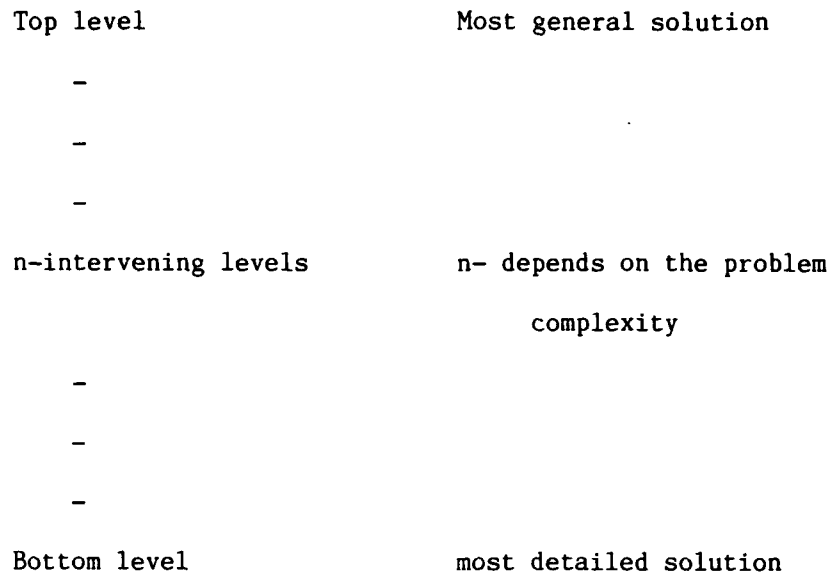 Top level Most general solution
-
-
-
n-intervening levels n- depends on the problem
complexity
-
-
-
Bottom level most detailed solution